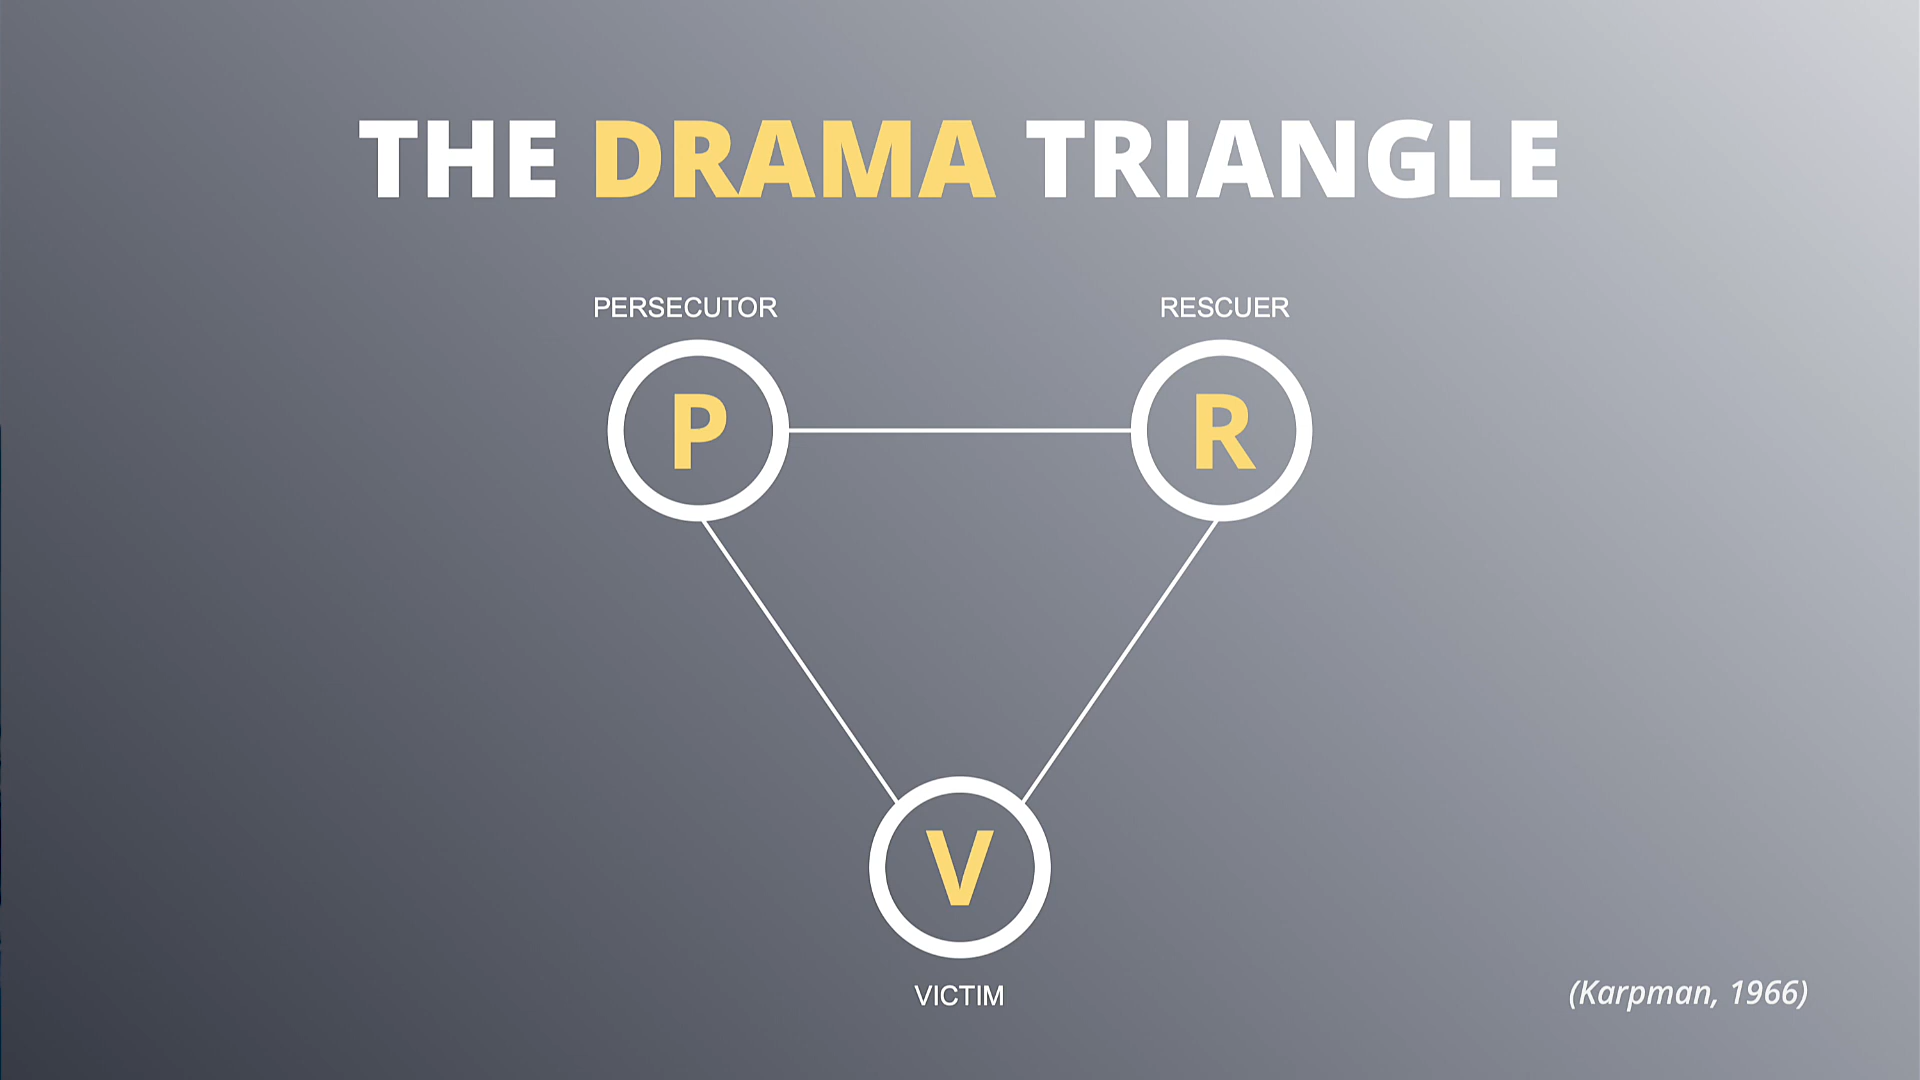 THE DRAMA TRIANGLE
PERSECUTOR
RESCUER
P
R
V
VICTIM
(Karpman, 1966)